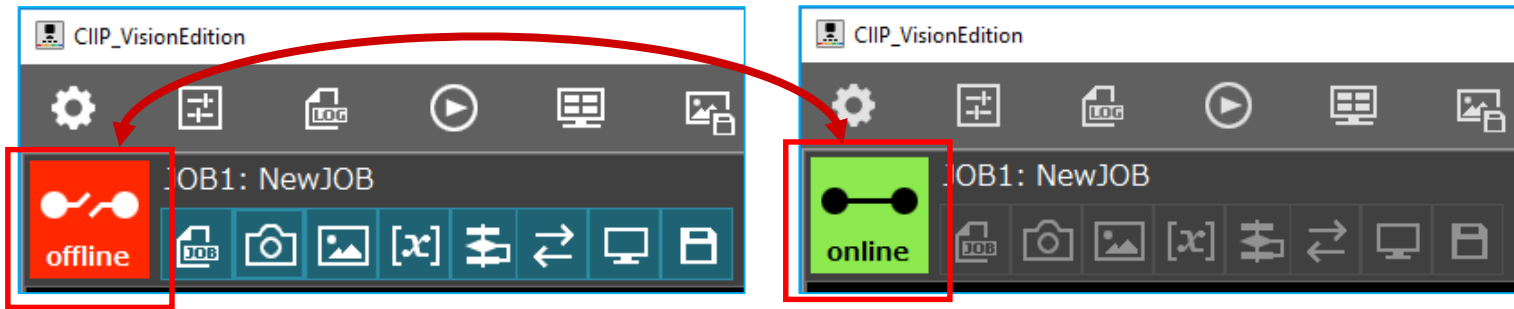 CIIP_VisionEdition
LOG
JOB1: NewJOB
offline
JOB
[x]
CIIP_VisionEdition
LOG
JOB1: NewJOB
online
JOB
[x]